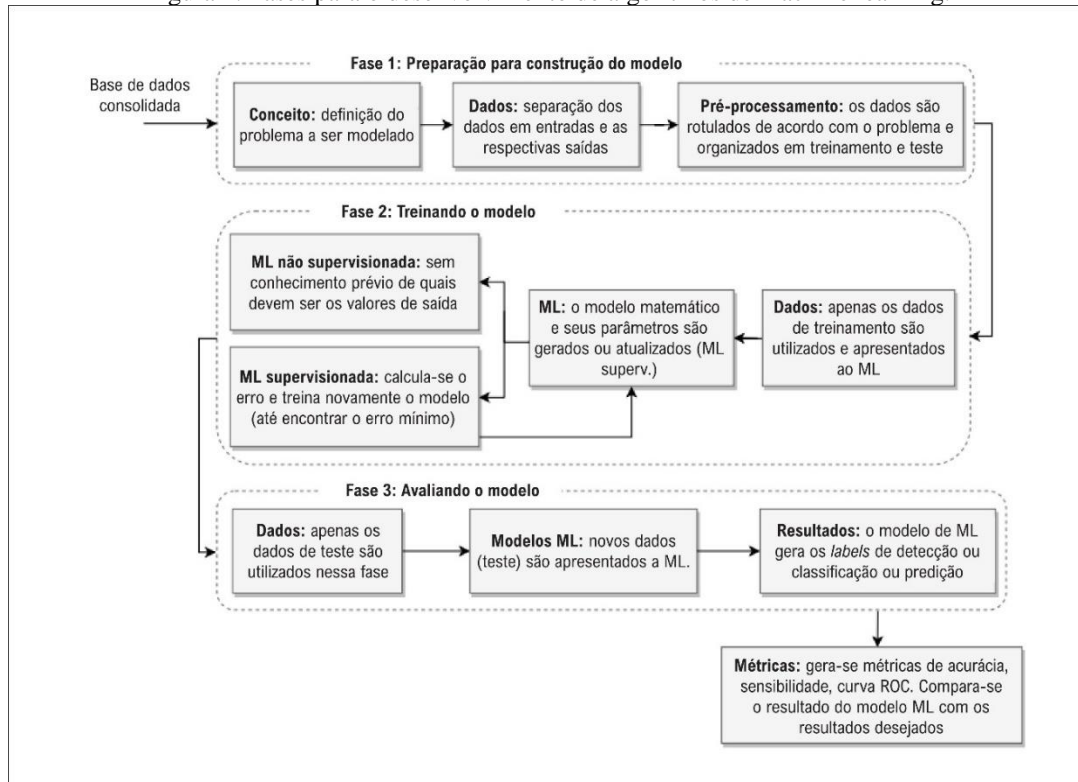 Fase 1: Preparação para construção do modelo
Base de dados
consolidada
Conceito: definição do
problema a ser modelado
Dados: separação dos
dados em entradas e as
respectivas saídas
Pré-processamento: os dados são
rotulados de acordo com o problema e
organizados em treinamento e teste
Fase 2: Treinando o modelo
ML não supervisionada: sem
conhecimento prévio de quais
devem ser os valores de saída
ML supervisionada: calcula-se o
erro e treina novamente o modelo
(até encontrar o erro mínimo)
ML: o modelo matemático
e seus parâmetros são
gerados ou atualizados (ML
superv.)
Dados: apenas os dados
de treinamento são
utilizados e apresentados
ao ML
Fase 3: Avaliando o modelo
Dados: apenas os
dados de teste são
utilizados nessa fase
Modelos ML: novos dados
(teste) são apresentados a ML.
Resultados: o modelo de ML
gera os labels de detecção ou
classificação ou predição
Métricas: gera-se métricas de acurácia,
sensibilidade, curva ROC. Compara-se
o resultado do modelo ML com os
resultados desejados